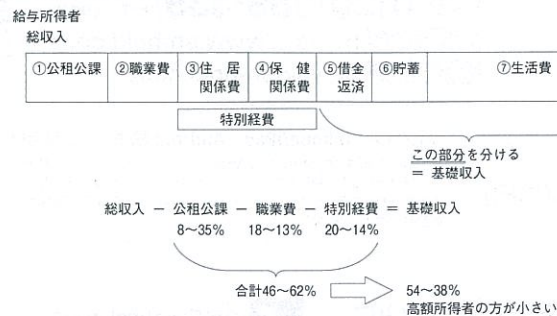 給与所得者
総収入
①公租公課 ②職業費 ③住居関係費 ④保健関係費 ⑤借金返済 ⑥貯蓄 ⑦生活費
特別経費
この部分を分ける
= 基礎収入
総収入 − 公租公課 − 職業費 − 特別経費 = 基礎収入
8〜35% 18〜13% 20〜14%
合計46〜62% 54〜38%
高額所得者の方が小さい